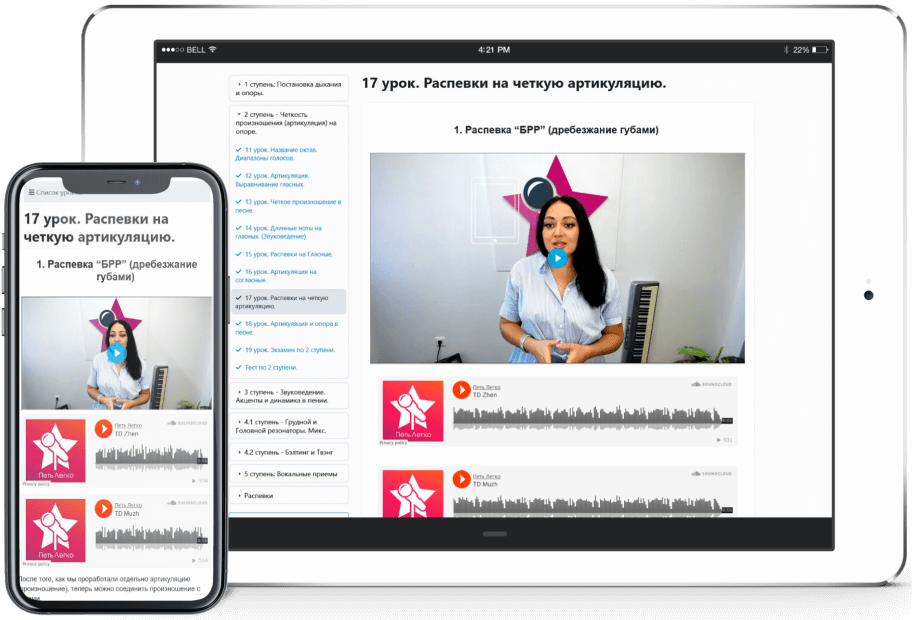 BELL
4:21 PM
22%
1 ступень: Постановка дыхания
и опоры.
2 ступень - Четкость
произношения (артикуляция) на
опоре.
11 урок. Название октав.
Диапазоны голосов.
12 урок. Артикуляция.
Выравнивание гласных.
13 урок. Четкое произношение в
песне.
14 урок. Длинные ноты на
гласных. (Звуковедение)
15 урок. Распевки на Гласные.
16 урок. Артикуляция на
согласные.
17 урок. Распевки на четкую
артикуляцию.
18 урок. Артикуляция и опора в
песне.
19 урок. Экзамен по 2 ступени.
Тест по 2 ступени.
3 ступень - Звуковедение.
Акценты и динамика в пении.
4.1 ступень - Грудной и
Головной резонаторы. Микс.
4.2 ступень - Бэлтинг и Твэнг
5 ступень: Вокальные приемы
Распевки
17 урок. Распевки на четкую артикуляцию.
1. Распевка “БРР” (дребезжание губами)
Петь Легко
Privacy policy
Петь Легко
TD Zhen
SOUNDCLOUD
Петь Легко
TD Muzh
SOUNDCLOUD
Список уро
17 урок. Распевки на
четкую артикуляцию.
1. Распевка “БРР” (дребезжание
губами)
Петь Легко
Privacy policy
Петь Легко
TD Zhen
SOUNDCLOUD
Петь Легко
Privacy policy
Петь Легко
TD Muzh
SOUNDCLOUD
После того, как мы проработали отдельно артикуляцию
произношение), теперь можно соединить произношение с